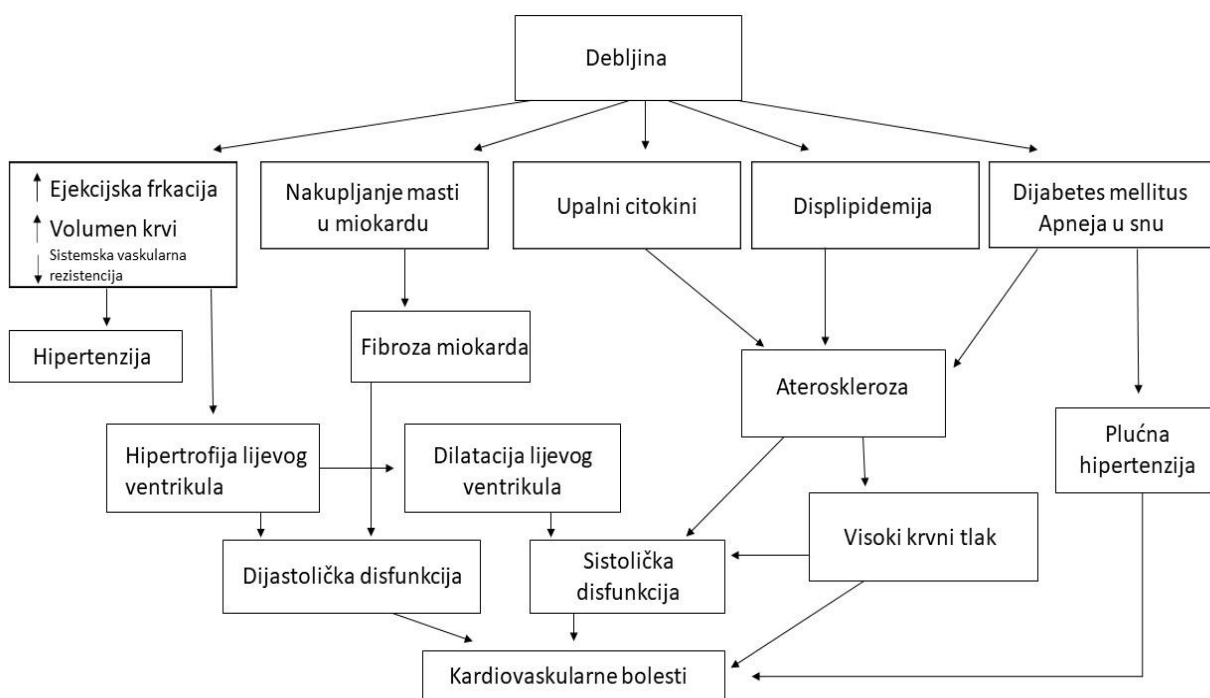 Debljina
↑ Ejekcijska frkacija
↑ Volumen krvi
↓ Sistemska vaskularna
rezistencija
Nakupljanje masti
u miokardu
Upalni citokini
Displipidemija
Dijabetes mellitus
Apneja u snu
Hipertenzija
Fibroza miokarda
Ateroskleroza
Plućna
hipertenzija
Hipertrofija lijevog
ventrikula
Dilatacija lijevog
ventrikula
Visoki krvni tlak
Dijastolička disfunkcija
Sistolička
disfunkcija
Kardiovaskularne bolesti